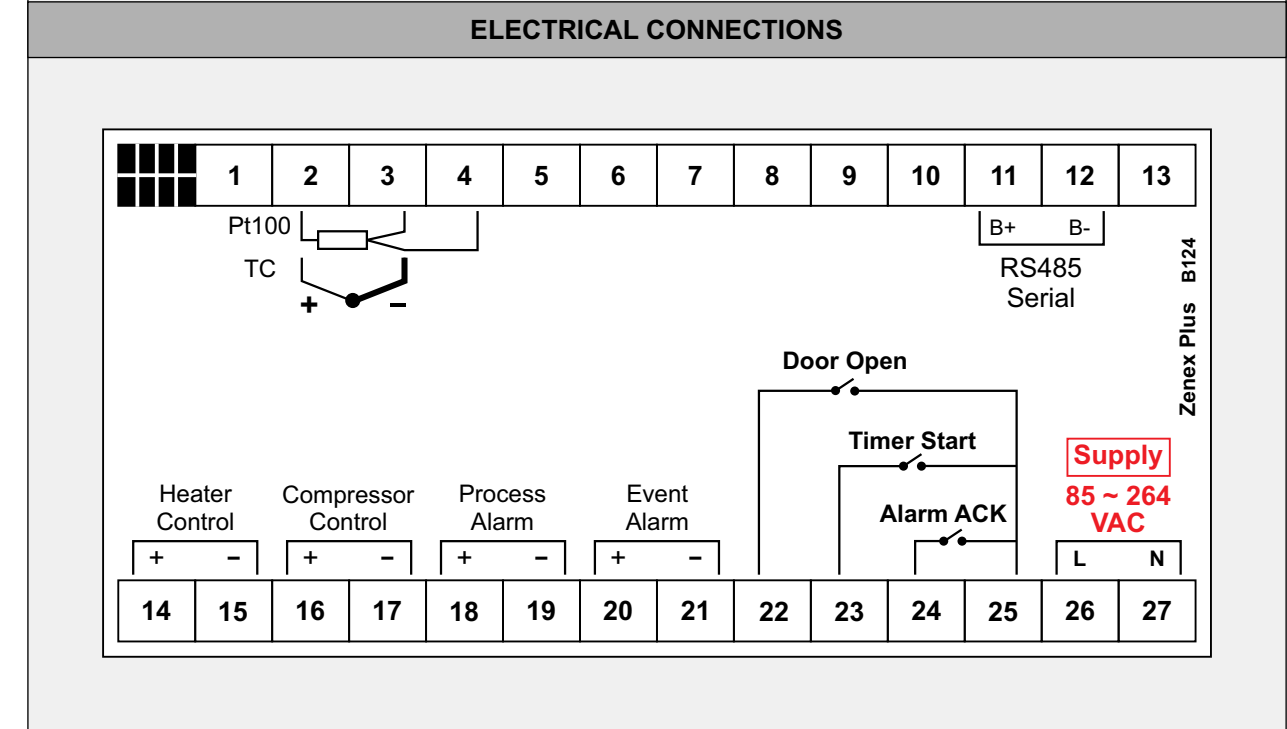 ELECTRICAL CONNECTIONS
1 2 3 4 5 6 7 8 9 10 11 12 13
Pt100
TC
+ −
B+ B-
RS485
Serial
Zenex Plus B124
Door Open
Timer Start
Alarm ACK
Supply
85 ~ 264
VAC
L N
Heater
Control
+ −
Compressor
Control
+ −
Process
Alarm
+ −
Event
Alarm
+ −
14 15 16 17 18 19 20 21 22 23 24 25 26 27